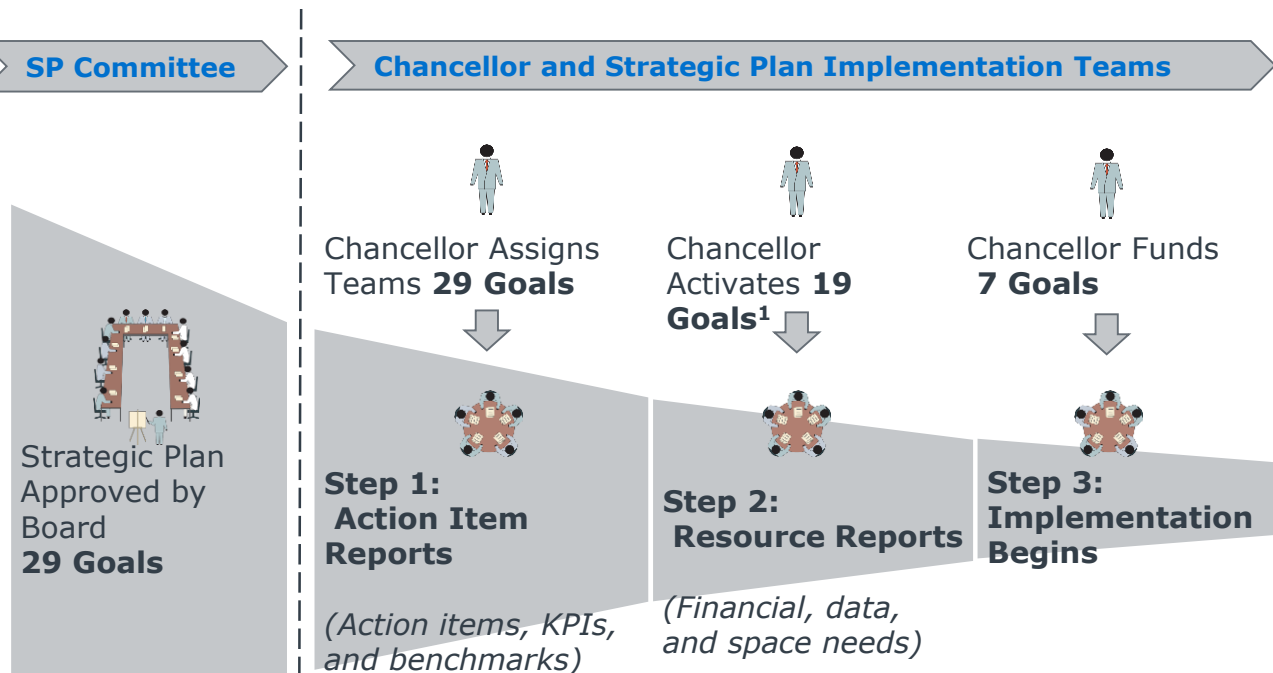 SP Committee
Chancellor and Strategic Plan Implementation Teams
Strategic Plan
Approved by
Board
29 Goals
Chancellor Assigns
Teams 29 Goals
Step 1:
Action Item
Reports
(Action items, KPIs,
and benchmarks)
Chancellor
Activates 19
Goals¹
Step 2:
Resource Reports
(Financial, data,
and space needs)
Chancellor Funds
7 Goals
Step 3:
Implementation
Begins